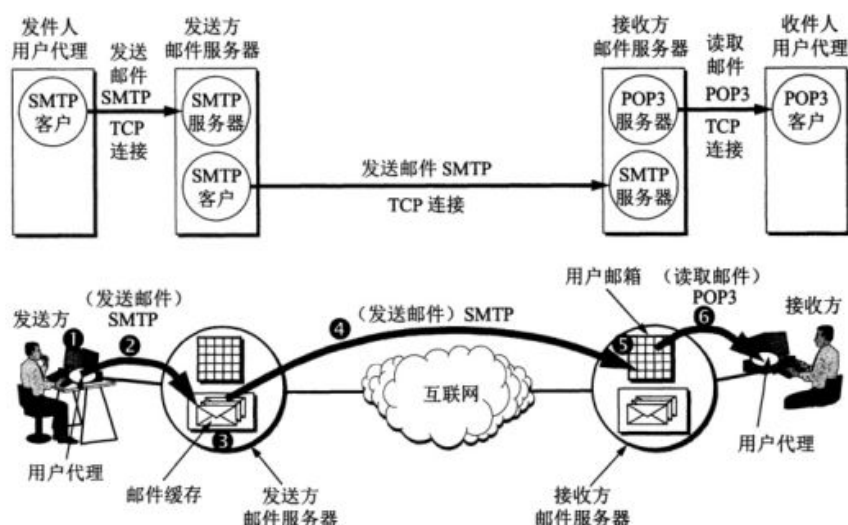 发件人
用户代理
发送
邮件
SMTP
TCP
连接
发送方
邮件服务器
SMTP
客户
SMTP
服务器
SMTP
客户
发送邮件 SMTP
TCP 连接
接收方
邮件服务器
读取
邮件
POP3
TCP
连接
收件人
用户代理
POP3
服务器
SMTP
服务器
POP3
客户
发送方
(发送邮件)
SMTP
❶
❷
❸
❹
(发送邮件) SMTP
用户邮箱
(读取邮件)
POP3
❺
❻
接收方
互联网
用户代理
邮件缓存
发送方
邮件服务器
接收方
邮件服务器
用户代理